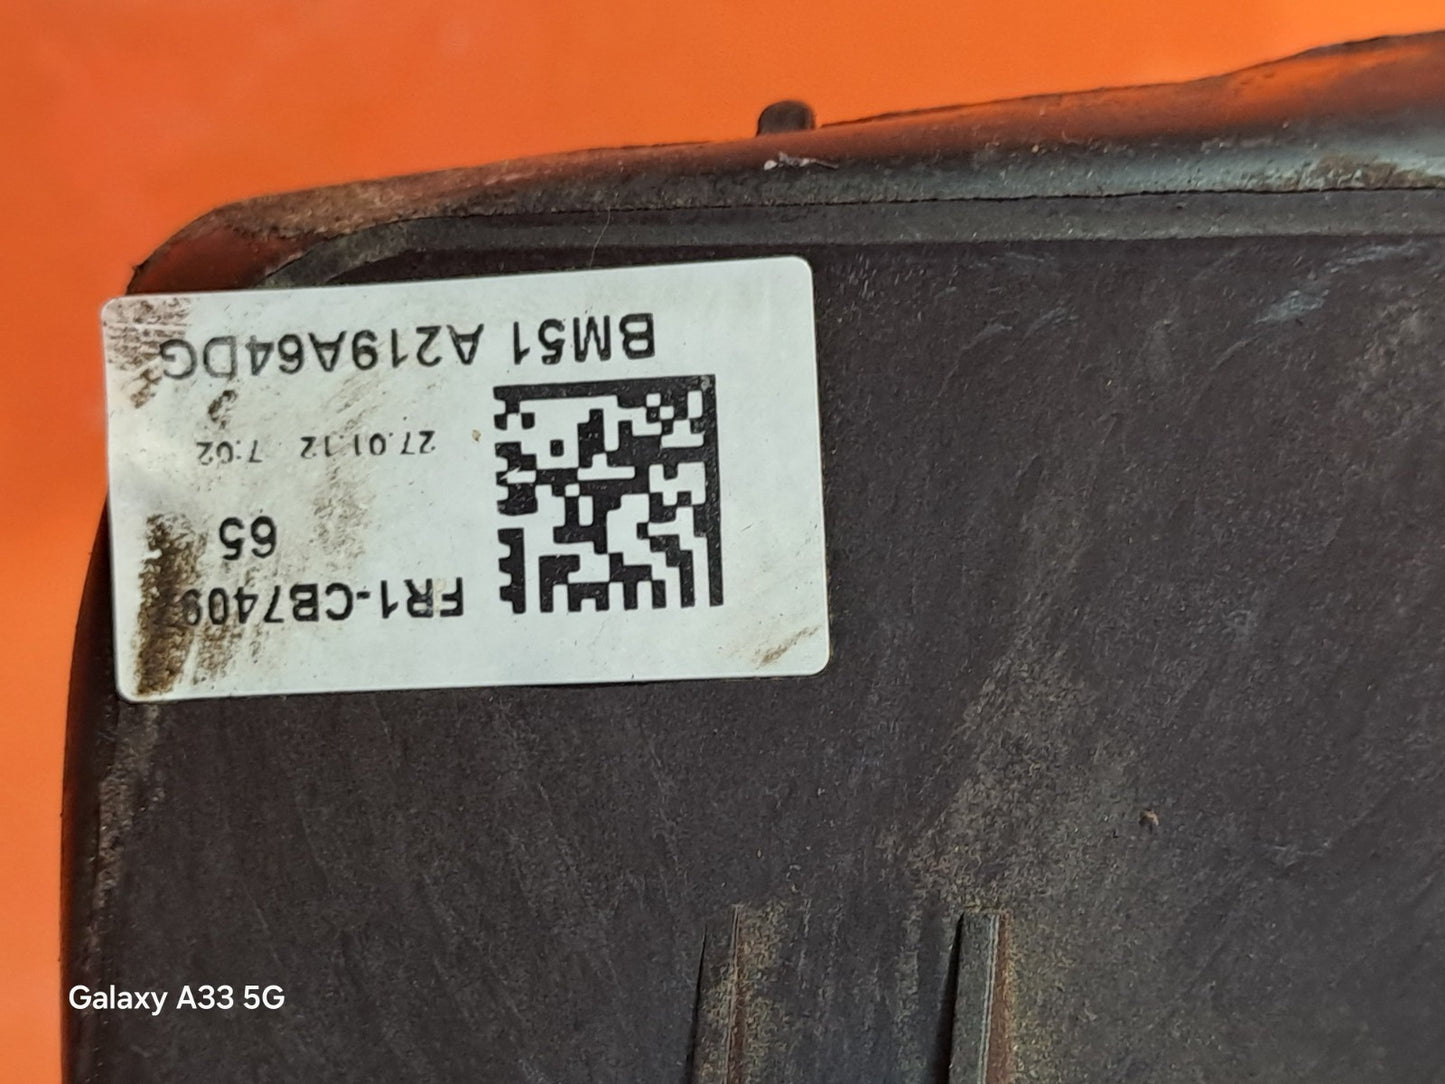 BM51 A219A64DG
27.01.12 7:02
65
FR1-CB7409
Galaxy A33 5G